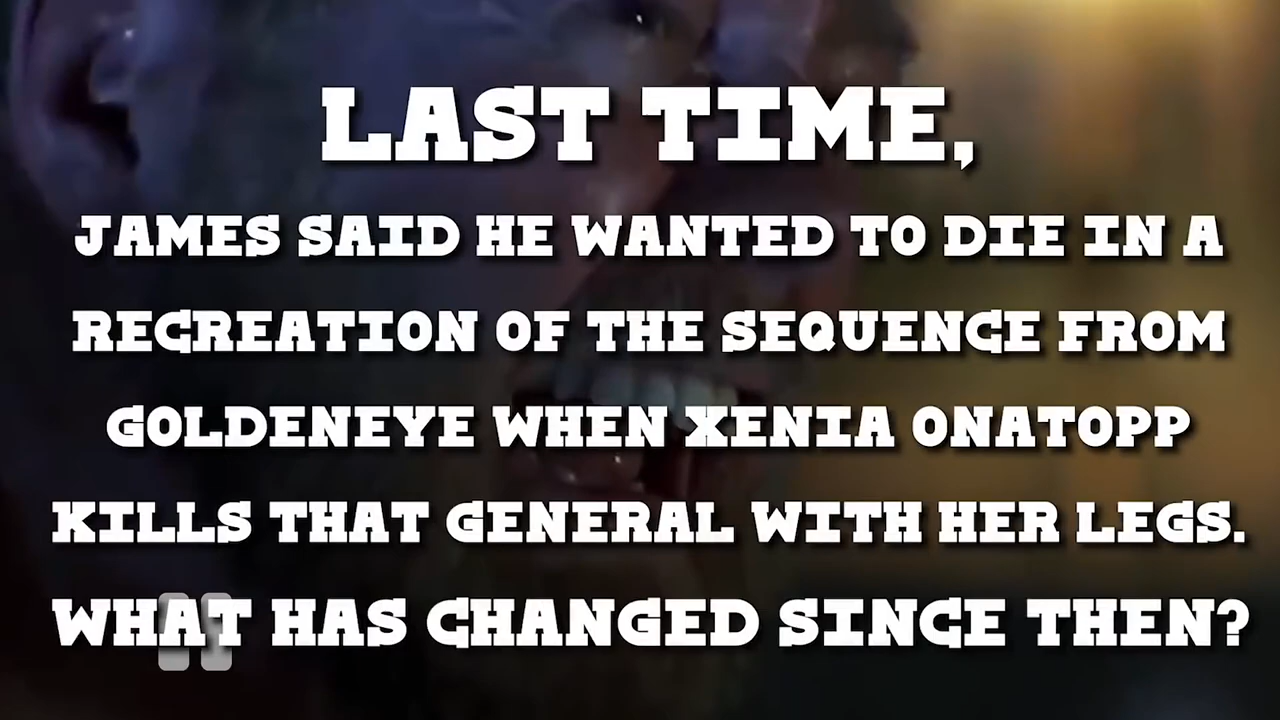 LAST TIME,
JAMES SAID HE WANTED TO DIE IN A
RECREATION OF THE SEQUENCE FROM
GOLDENEYE WHEN XENIA ONATOPP
KILLS THAT GENERAL WITH HER LEGS.
WHAT HAS CHANGED SINCE THEN?